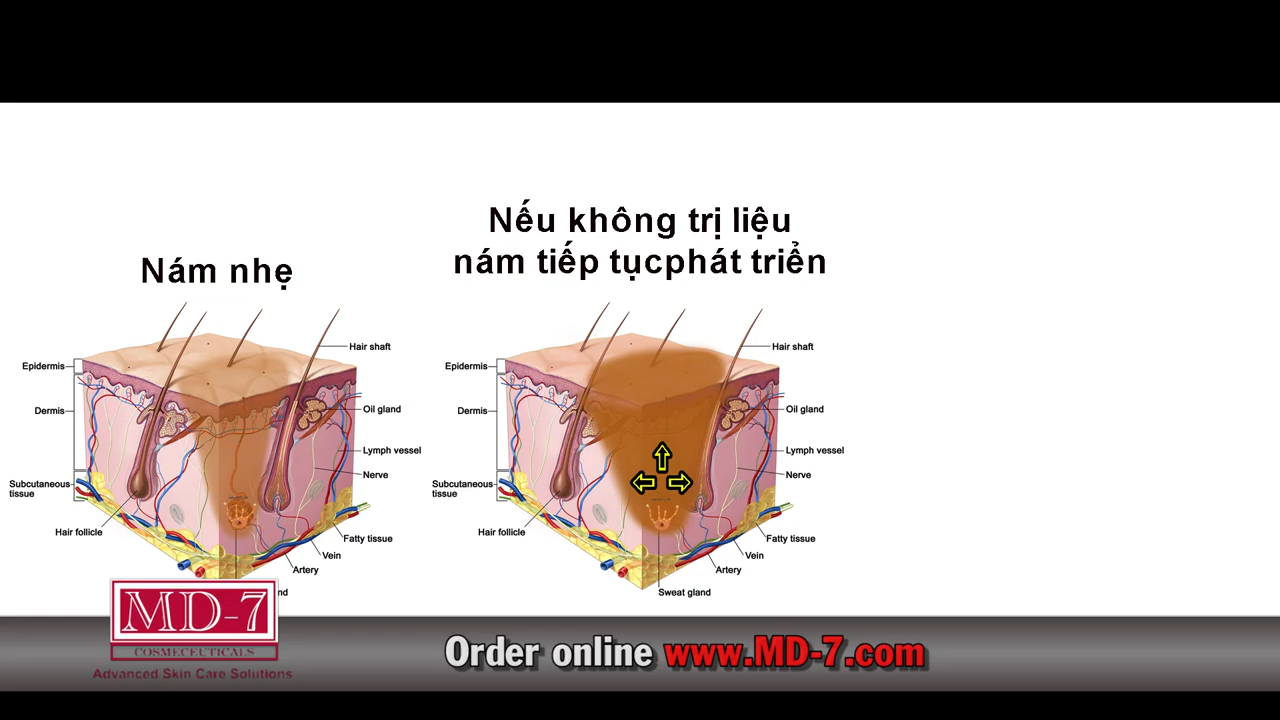 Nám nhẹ
Nếu không trị liệu
nám tiếp tụcphát triển
Hair shaft
Epidermis
Dermis
Oil gland
Lymph vessel
Nerve
Subcutaneous
tissue
Hair follicle
Fatty tissue
Vein
Artery
nd
Hair shaft
Epidermis
Dermis
Oil gland
Lymph vessel
Nerve
Subcutaneous
tissue
Hair follicle
Fatty tissue
Vein
Artery
Sweat gland
MD-7
COSMECEUTICALS
Advanced Skin Care Solutions
Order online www.MD-7.com